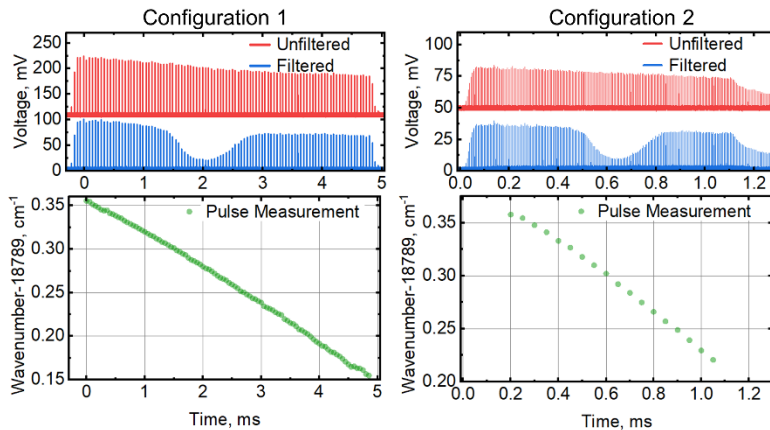 Configuration 1
Configuration 2
Voltage, mV
250
200
150
100
50
0
Unfiltered
Filtered
0 1 2 3 4 5
Voltage, mV
100
75
50
25
0
Unfiltered
Filtered
0.0 0.2 0.4 0.6 0.8 1.0 1.2
Wavenumber-18789, cm-1
0.35
0.30
0.25
0.20
0.15
Pulse Measurement
0 1 2 3 4 5
Time, ms
Wavenumber-18789, cm-1
0.35
0.30
0.25
0.20
Pulse Measurement
0.0 0.2 0.4 0.6 0.8 1.0 1.2
Time, ms